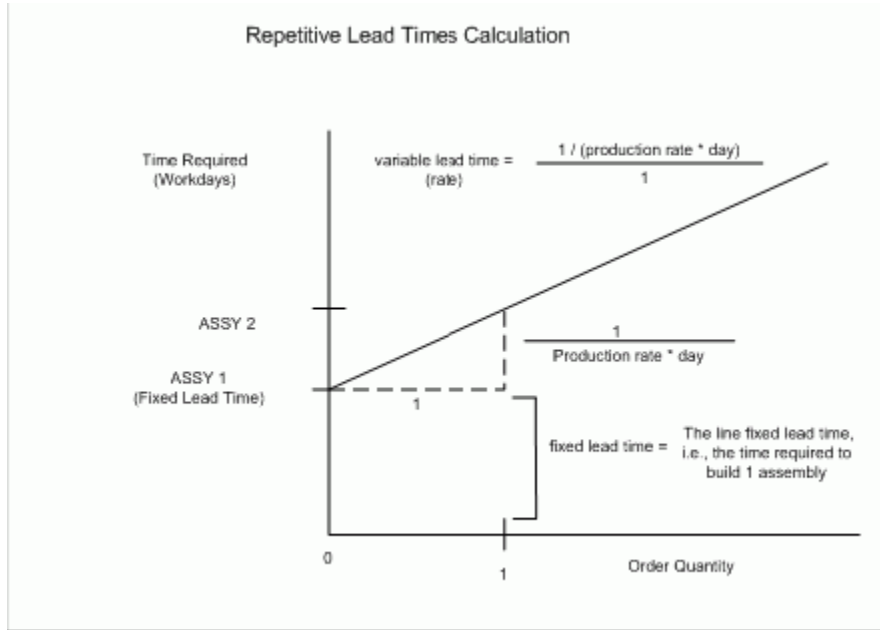 Repetitive Lead Times Calculation
Time Required
(Workdays)
variable lead time =
(rate)
1 / (production rate * day)
1
ASSY 2
1
Production rate * day
ASSY 1
(Fixed Lead Time)
1
fixed lead time =
The line fixed lead time,
i.e., the time required to
build 1 assembly
0
1
Order Quantity